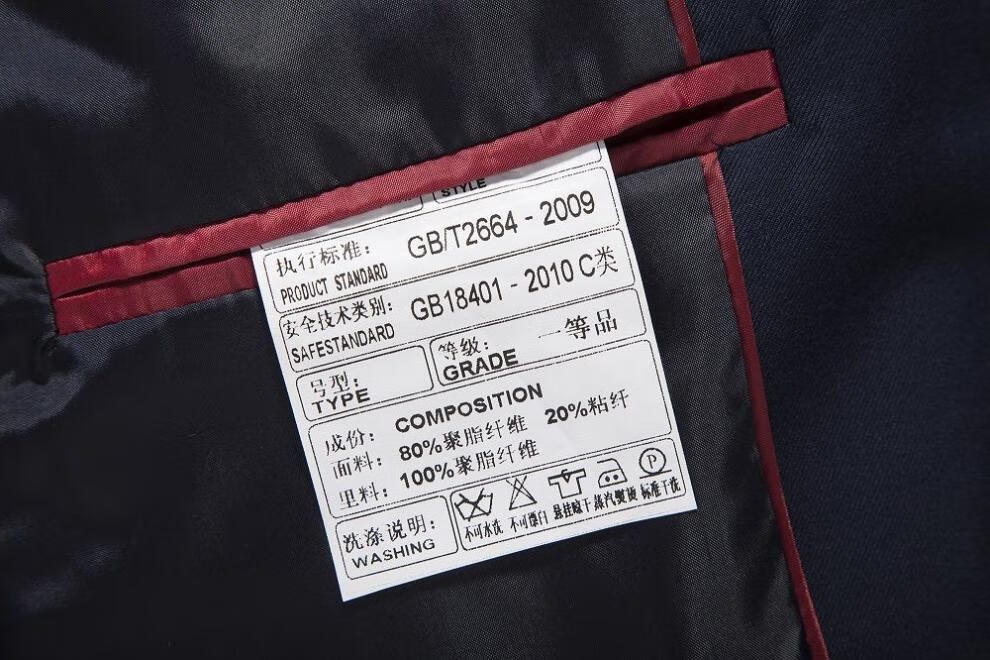 STYLE
执行标准: GB/T2664 - 2009
PRODUCT STANDARD
安全技术类别: GB18401 - 2010 C类
SAFESTANDARD
号型:
TYPE
等级: 一等品
GRADE
成份: COMPOSITION
面料: 80%聚脂纤维 20%粘纤
里料: 100%聚脂纤维
洗涤说明:
WASHING
P
不可水洗 不可漂白 悬挂晾干 蒸汽熨烫 标准干洗